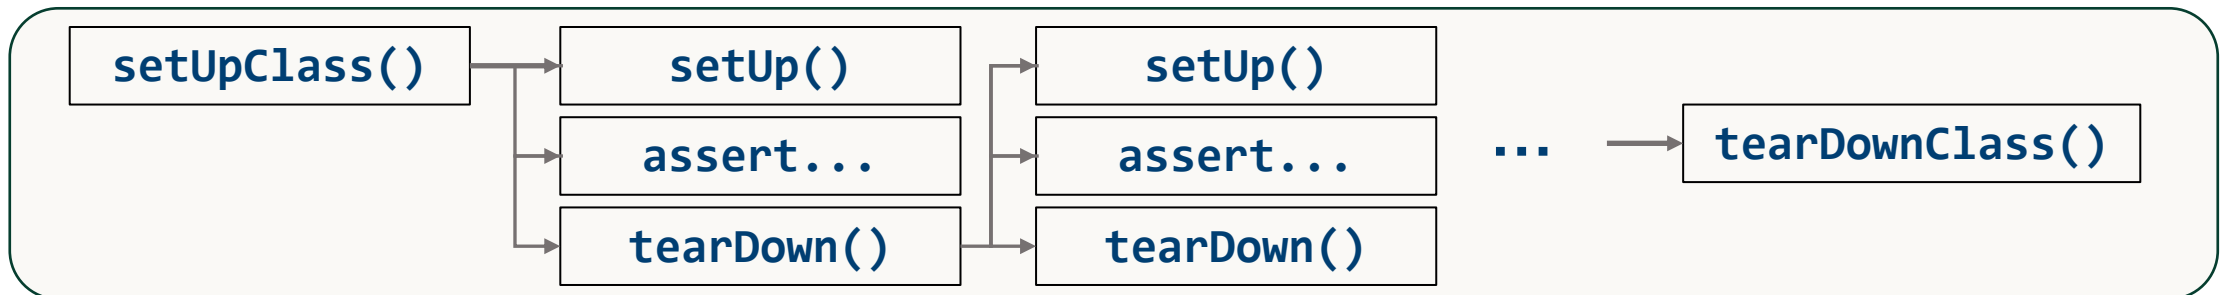 setUpClass()
setUp()
assert...
tearDown()
setUp()
assert...
tearDown()
...
tearDownClass()